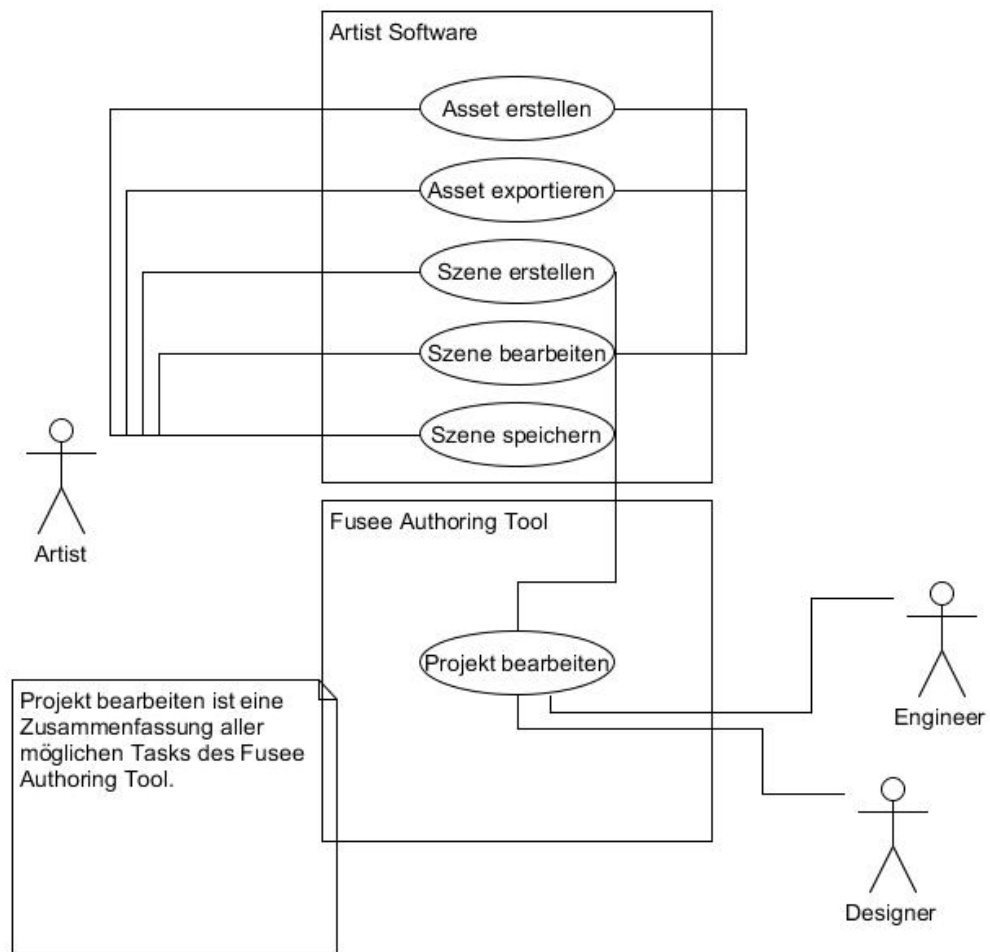 Artist Software
Asset erstellen
Asset exportieren
Szene erstellen
Szene bearbeiten
Szene speichern
Artist
Fusee Authoring Tool
Projekt bearbeiten
Engineer
Projekt bearbeiten ist eine
Zusammenfassung aller
möglichen Tasks des Fusee
Authoring Tool.
Designer